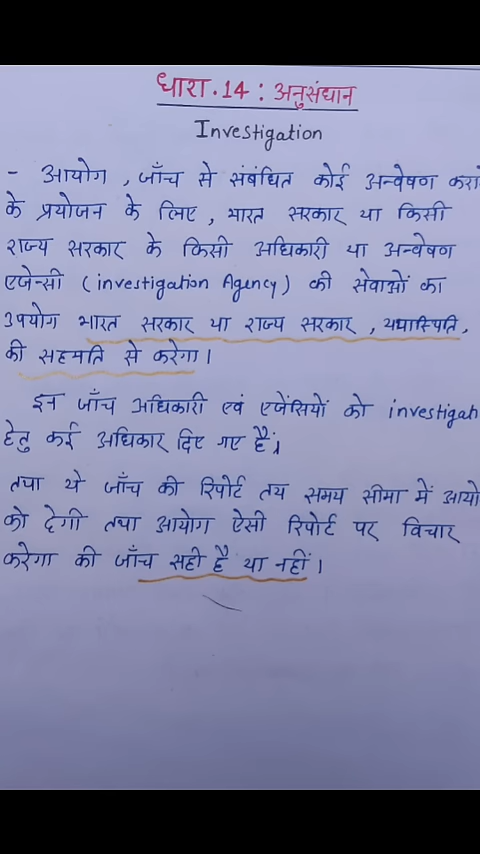 धारा.14 : अनुसंधान
Investigation
- आयोग , जाँच से संबंधित कोई अन्वेषण करा
के प्रयोजन के लिए , भारत सरकार या किसी
राज्य सरकार के किसी अधिकारी या अन्वेषण
एजेन्सी (investigation Agency) की सेवाओं का
उपयोग भारत सरकार या राज्य सरकार , यथास्थिति,
की सहमति से करेगा।
इन जाँच अधिकारी एवं एजेंसियों को investigat
हेतु कई अधिकार दिए गए हैं।
तथा ये जाँच की रिपोर्ट तय समय सीमा में आयो
को देगी तथा आयोग ऐसी रिपोर्ट पर विचार
करेगा की जाँच सही है या नहीं।